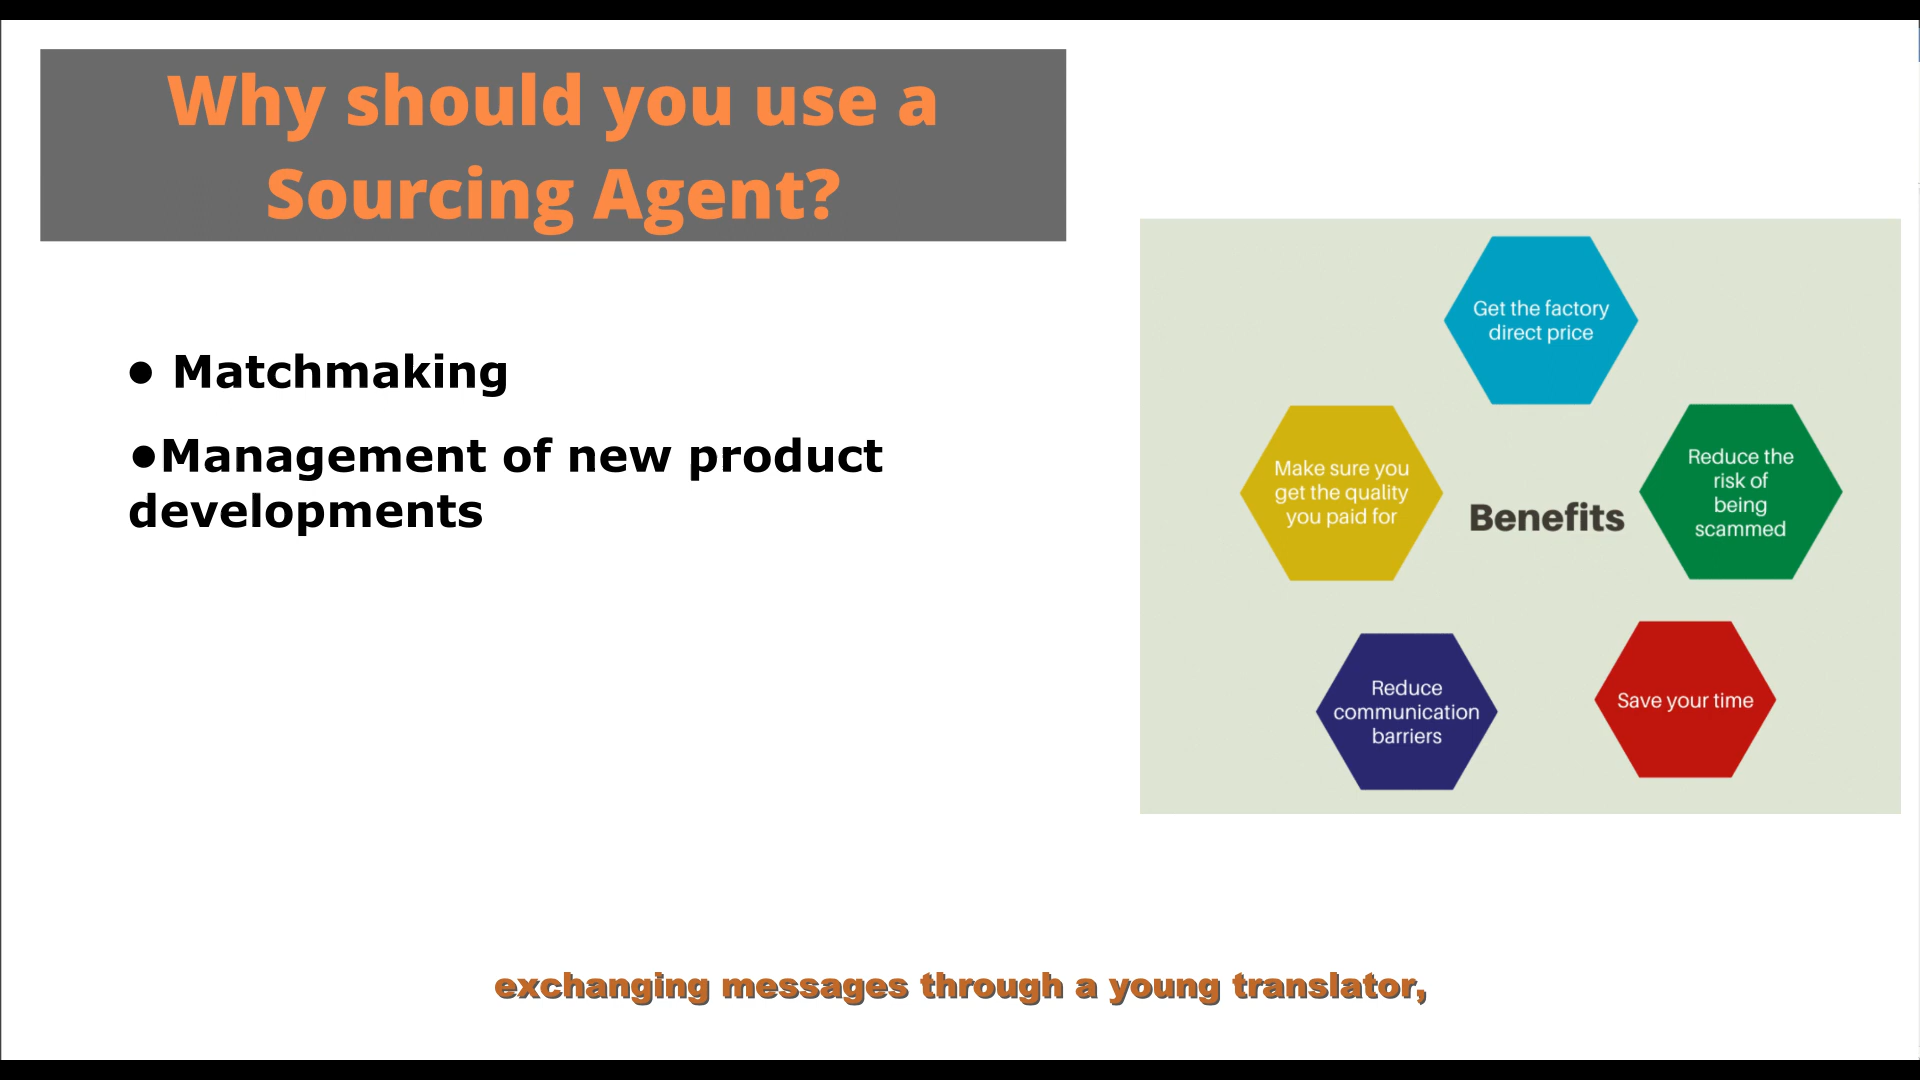 Why should you use a
Sourcing Agent?
● Matchmaking
●Management of new product
developments
Get the factory
direct price
Make sure you
get the quality
you paid for
Benefits
Reduce the
risk of
being
scammed
Reduce
communication
barriers
Save your time
exchanging messages through a young translator,